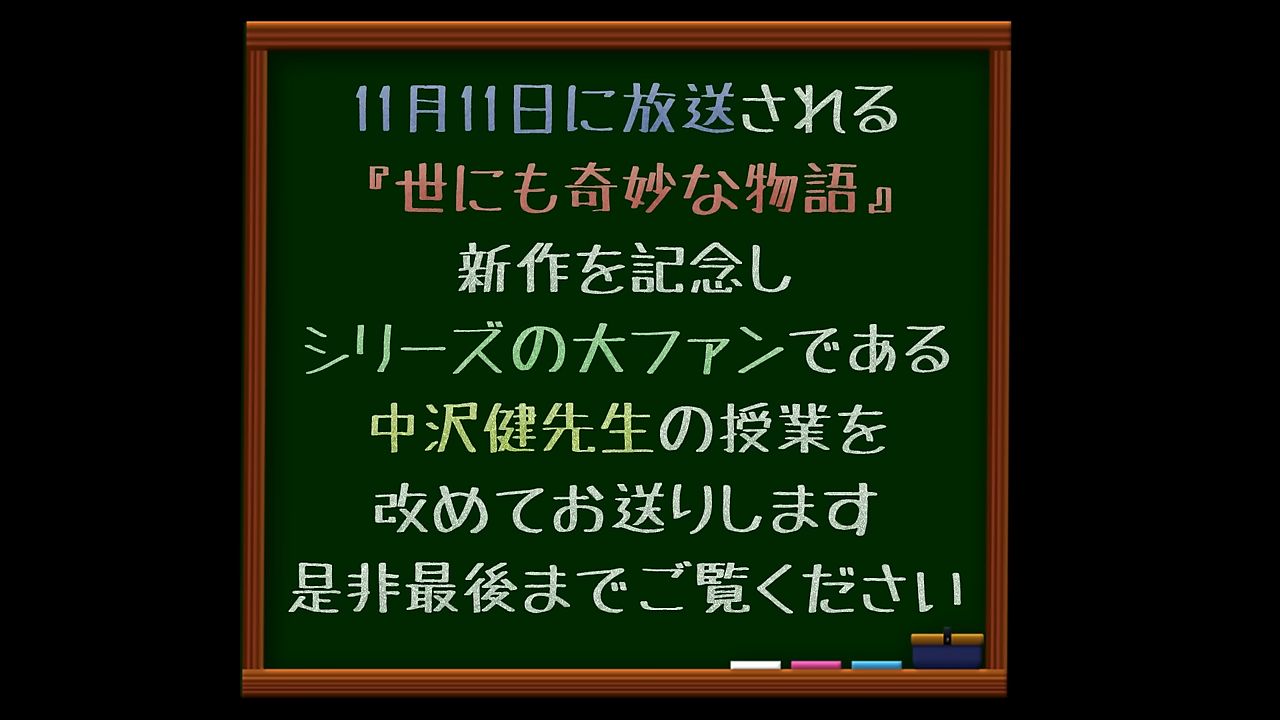 11月11日に放送される
『世にも奇妙な物語』
新作を記念し
シリーズの大ファンである
中沢健先生の授業を
改めてお送りします
是非最後までご覧ください